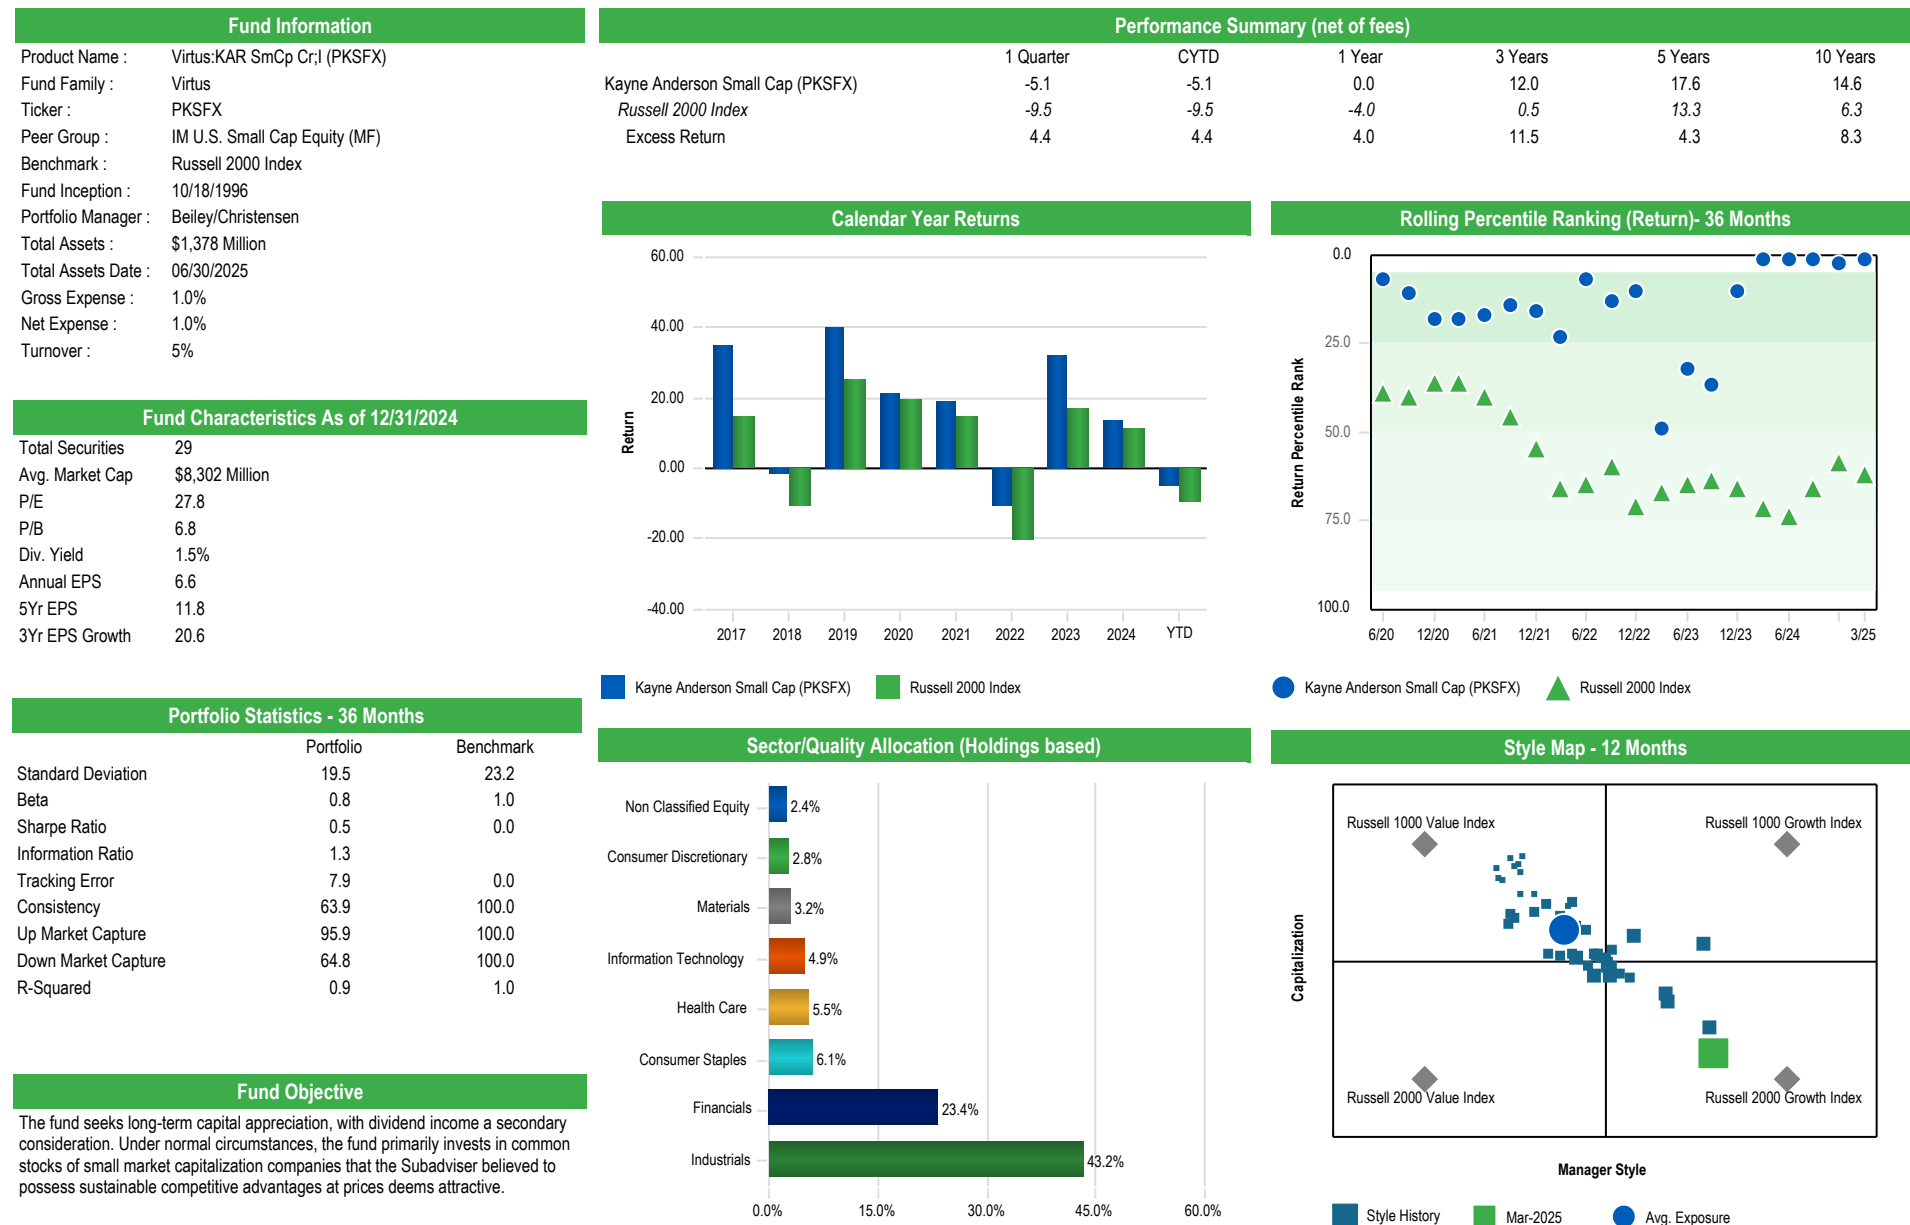 Fund Information
Product Name : Virtus:KAR SmCp Cr;I (PKSFX)
Fund Family : Virtus
Ticker : PKSFX
Peer Group : IM U.S. Small Cap Equity (MF)
Benchmark : Russell 2000 Index
Fund Inception : 10/18/1996
Portfolio Manager : Beiley/Christensen
Total Assets : $1,378 Million
Total Assets Date : 06/30/2025
Gross Expense : 1.0%
Net Expense : 1.0%
Turnover : 5%
Fund Characteristics As of 12/31/2024
Total Securities 29
Avg. Market Cap $8,302 Million
P/E 27.8
P/B 6.8
Div. Yield 1.5%
Annual EPS 6.6
5Yr EPS 11.8
3Yr EPS Growth 20.6
Portfolio Statistics - 36 Months
Portfolio Benchmark
Standard Deviation 19.5 23.2
Beta 0.8 1.0
Sharpe Ratio 0.5 0.0
Information Ratio 1.3
Tracking Error 7.9 0.0
Consistency 63.9 100.0
Up Market Capture 95.9 100.0
Down Market Capture 64.8 100.0
R-Squared 0.9 1.0
Fund Objective
The fund seeks long-term capital appreciation, with dividend income a secondary
consideration. Under normal circumstances, the fund primarily invests in common
stocks of small market capitalization companies that the Subadviser believed to
possess sustainable competitive advantages at prices deems attractive.
Performance Summary (net of fees)
1 Quarter CYTD 1 Year 3 Years 5 Years 10 Years
Kayne Anderson Small Cap (PKSFX) -5.1 -5.1 0.0 12.0 17.6 14.6
Russell 2000 Index -9.5 -9.5 -4.0 0.5 13.3 6.3
Excess Return 4.4 4.4 4.0 11.5 4.3 8.3
Calendar Year Returns
60.00
40.00
20.00
0.00
-20.00
-40.00
Return
2017 2018 2019 2020 2021 2022 2023 2024 YTD
Kayne Anderson Small Cap (PKSFX) Russell 2000 Index
Rolling Percentile Ranking (Return)- 36 Months
0.0
25.0
50.0
75.0
100.0
Return Percentile Rank
6/20 12/20 6/21 12/21 6/22 12/22 6/23 12/23 6/24 3/25
Kayne Anderson Small Cap (PKSFX) Russell 2000 Index
Sector/Quality Allocation (Holdings based)
Non Classified Equity 2.4%
Consumer Discretionary 2.8%
Materials 3.2%
Information Technology 4.9%
Health Care 5.5%
Consumer Staples 6.1%
Financials 23.4%
Industrials 43.2%
0.0% 15.0% 30.0% 45.0% 60.0%
Style Map - 12 Months
Capitalization
Russell 1000 Value Index Russell 1000 Growth Index
Russell 2000 Value Index Russell 2000 Growth Index
Manager Style
Style History Mar-2025 Avg. Exposure